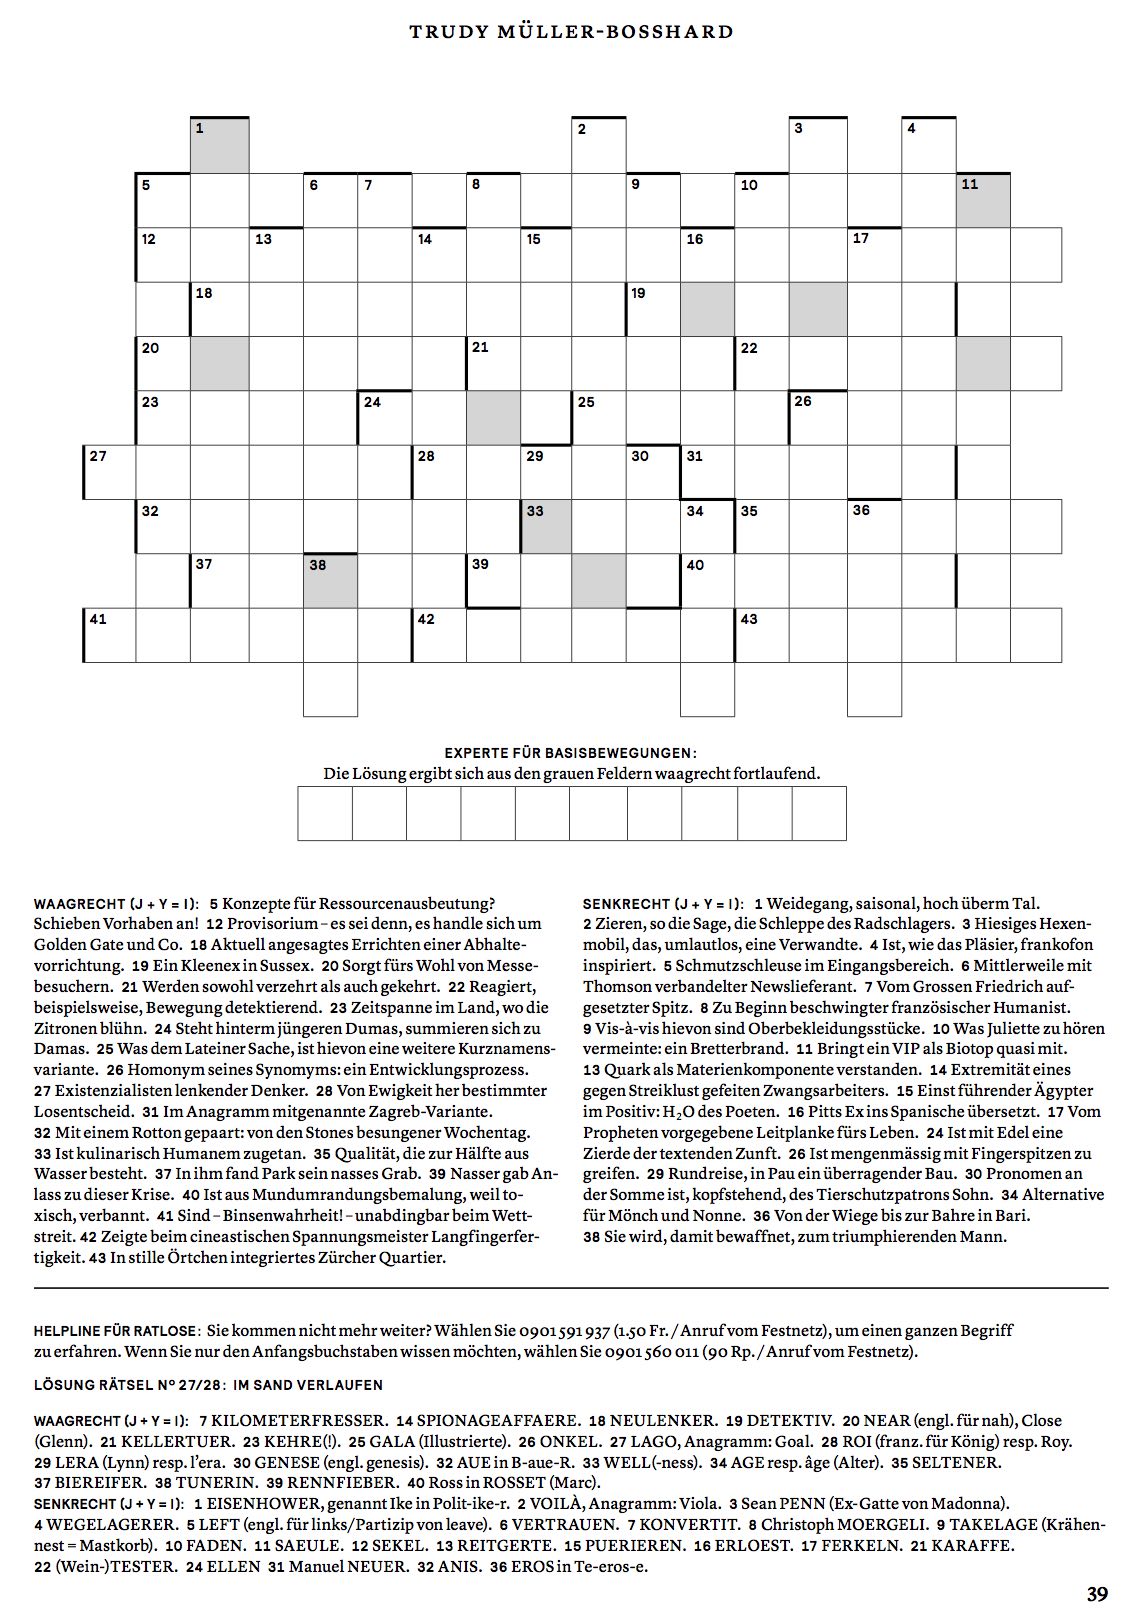 TRUDY MÜLLER-BOSSHARD
1 2 3 4
5 6 7 8 9 10 11
12 13 14 15 16 17
18 19
20 21 22
23 24 25 26
27 28 29 30 31
32 33 34 35 36
37 38 39 40
41 42 43
EXPERTE FÜR BASISBEWEGUNGEN:
Die Lösung ergibt sich aus den grauen Feldern waagrecht fortlaufend.
WAAGRECHT (J + Y = I): 5 Konzepte für Ressourcenausbeutung?
Schieben Vorhaben an! 12 Provisorium – es sei denn, es handle sich um
Golden Gate und Co. 18 Aktuell angesagtes Errichten einer Abhalte-
vorrichtung. 19 Ein Kleenex in Sussex. 20 Sorgt fürs Wohl von Messe-
besuchern. 21 Werden sowohl verzehrt als auch gekehrt. 22 Reagiert,
beispielsweise, Bewegung detektierend. 23 Zeitspanne im Land, wo die
Zitronen blühn. 24 Steht hinterm jüngeren Dumas, summieren sich zu
Damas. 25 Was dem Lateiner Sache, ist hievon eine weitere Kurznamens-
variante. 26 Homonym seines Synomyms: ein Entwicklungsprozess.
27 Existenzialisten lenkender Denker. 28 Von Ewigkeit her bestimmter
Losentscheid. 31 Im Anagramm mitgenannte Zagreb-Variante.
32 Mit einem Rotton gepaart: von den Stones besungener Wochentag.
33 Ist kulinarisch Humanem zugetan. 35 Qualität, die zur Hälfte aus
Wasser besteht. 37 In ihm fand Park sein nasses Grab. 39 Nasser gab An-
lass zu dieser Krise. 40 Ist aus Mundumrandungsbemalung, weil to-
xisch, verbannt. 41 Sind – Binsenwahrheit! – unabdingbar beim Wett-
streit. 42 Zeigte beim cineastischen Spannungsmeister Langfingerfer-
tigkeit. 43 In stille Örtchen integriertes Zürcher Quartier.
SENKRECHT (J + Y = I): 1 Weidegang, saisonal, hoch überm Tal.
2 Zieren, so die Sage, die Schleppe des Radschlagers. 3 Hiesiges Hexen-
mobil, das, umlautlos, eine Verwandte. 4 Ist, wie das Pläsier, frankofon
inspiriert. 5 Schmutzschleuse im Eingangsbereich. 6 Mittlerweile mit
Thomson verbandelter Newslieferant. 7 Vom Grossen Friedrich auf-
gesetzter Spitz. 8 Zu Beginn beschwingter französischer Humanist.
9 Vis-à-vis hievon sind Oberbekleidungsstücke. 10 Was Juliette zu hören
vermeinte: ein Bretterbrand. 11 Bringt ein VIP als Biotop quasi mit.
13 Quark als Materienkomponente verstanden. 14 Extremität eines
gegen Streiklust gefeiten Zwangsarbeiters. 15 Einst führender Ägypter
im Positiv: H₂O des Poeten. 16 Pitts Ex ins Spanische übersetzt. 17 Vom
Propheten vorgegebene Leitplanke fürs Leben. 24 Ist mit Edel eine
Zierde der textenden Zunft. 26 Ist mengenmässig mit Fingerspitzen zu
greifen. 29 Rundreise, in Pau ein überragender Bau. 30 Pronomen an
der Somme ist, kopfstehend, des Tierschutzpatrons Sohn. 34 Alternative
für Mönch und Nonne. 36 Von der Wiege bis zur Bahre in Bari.
38 Sie wird, damit bewaffnet, zum triumphierenden Mann.
HELPLINE FÜR RATLOSE: Sie kommen nicht mehr weiter? Wählen Sie 0901 591 937 (1.50 Fr. / Anruf vom Festnetz), um einen ganzen Begriff
zu erfahren. Wenn Sie nur den Anfangsbuchstaben wissen möchten, wählen Sie 0901 560 011 (90 Rp. / Anruf vom Festnetz).
LÖSUNG RÄTSEL Nº 27/28: IM SAND VERLAUFEN
WAAGRECHT (J + Y = I): 7 KILOMETERFRESSER. 14 SPIONAGEAFFAERE. 18 NEULENKER. 19 DETEKTIV. 20 NEAR (engl. für nah), Close
(Glenn). 21 KELLERTUER. 23 KEHRE(!). 25 GALA (Illustrierte). 26 ONKEL. 27 LAGO, Anagramm: Goal. 28 ROI (franz. für König) resp. Roy.
29 LERA (Lynn) resp. l'era. 30 GENESE (engl. genesis). 32 AUE in B-aue-R. 33 WELL(-ness). 34 AGE resp. âge (Alter). 35 SELTENER.
37 BIEREIFER. 38 TUNERIN. 39 RENNFIEBER. 40 Ross in ROSSET (Marc).
SENKRECHT (J + Y = I): 1 EISENHOWER, genannt Ike in Polit-ike-r. 2 VOILÀ, Anagramm: Viola. 3 Sean PENN (Ex-Gatte von Madonna).
4 WEGELAGERER. 5 LEFT (engl. für links/Partizip von leave). 6 VERTRAUEN. 7 KONVERTIT. 8 Christoph MOERGELI. 9 TAKELAGE (Krähen-
nest = Mastkorb). 10 FADEN. 11 SAEULE. 12 SEKEL. 13 REITGERTE. 15 PUERIEREN. 16 ERLOEST. 17 FERKELN. 21 KARAFFE.
22 (Wein-)TESTER. 24 ELLEN 31 Manuel NEUER. 32 ANIS. 36 EROS in Te-eros-e.
39